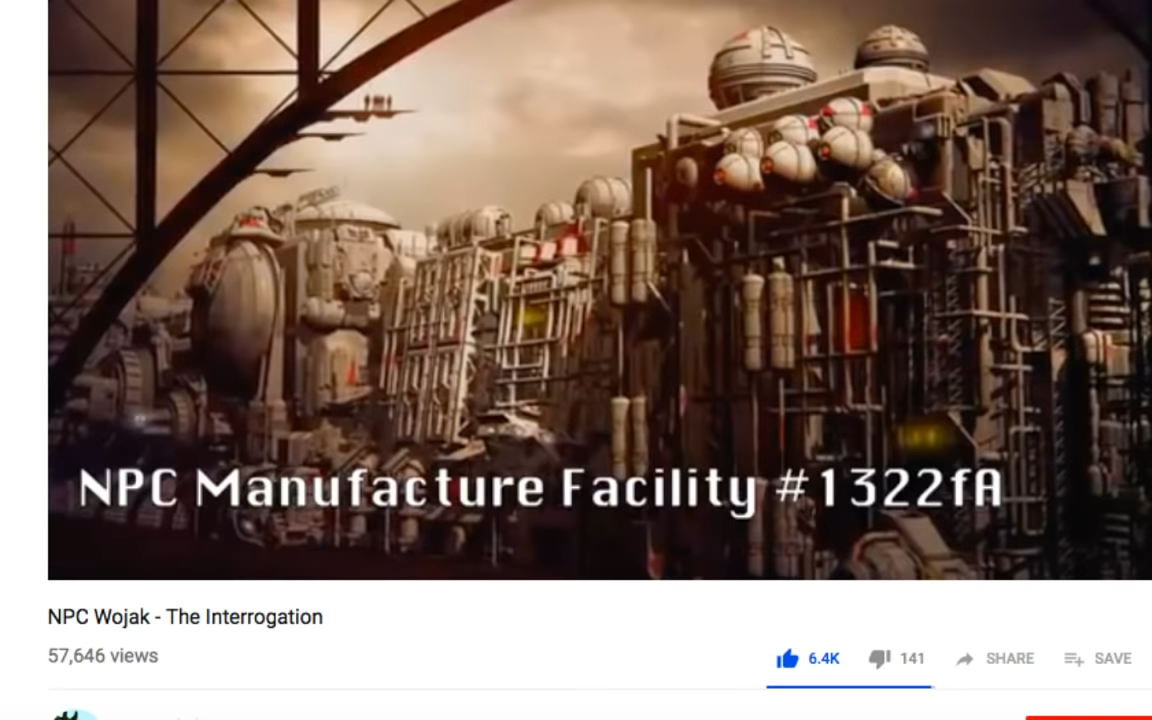 NPC Manufacture Facility #1322fA
NPC Wojak - The Interrogation
57,646 views
6.4K 141 SHARE SAVE